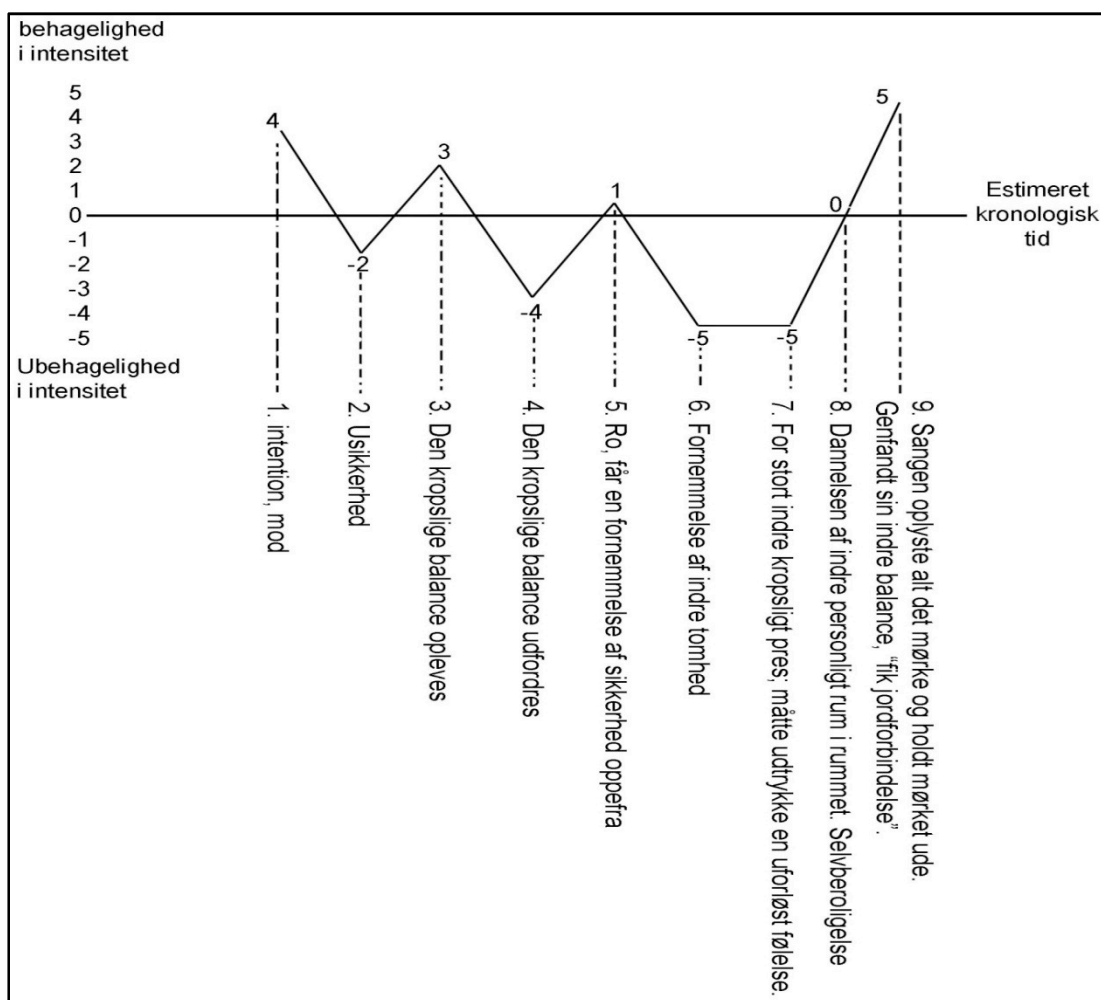 behagelighed
i intensitet
5
4
3
2
1
0
-1
-2
-3
-4
-5
Ubehagelighed
i intensitet
4
-2
3
-4
1
-5
-5
0
5
Estimeret
kronologisk
tid
1. intention, mod
2. Usikkerhed
3. Den kropslige balance opleves
4. Den kropslige balance udfordres
5. Ro, får en fornemmelse af sikkerhed oppefra
6. Fornemmelse af indre tomhed
7. For stort indre kropsligt pres; måtte udtrykke en uforløst følelse.
8. Dannelsen af indre personligt rum i rummet. Selvberoligelse
9. Sangen oplyste alt det mørke og holdt mørket ude.
Genfandt sin indre balance, "fik jordforbindelse".